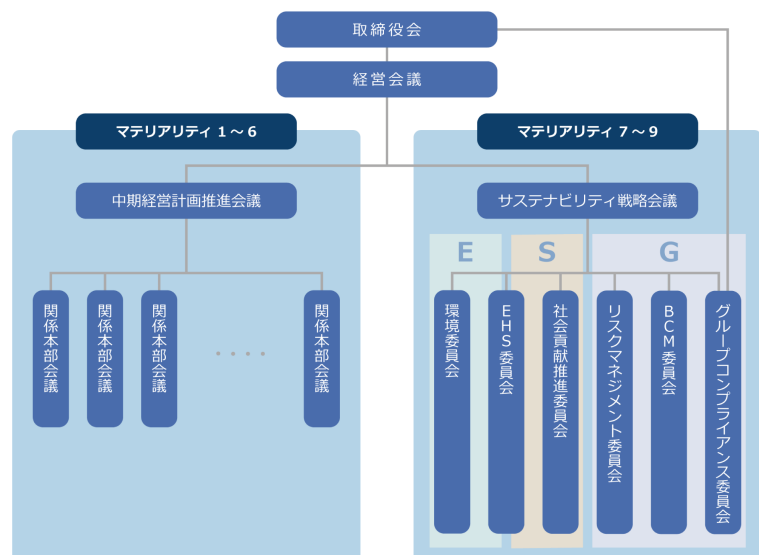 取締役会
経営会議
マテリアリティ 1 ～ 6
マテリアリティ 7 ～ 9
中期経営計画推進会議
サステナビリティ戦略会議
E
S
G
関係本部会議
関係本部会議
関係本部会議
・・・・
関係本部会議
環境委員会
EHS委員会
社会貢献推進委員会
リスクマネジメント委員会
BCM委員会
グループコンプライアンス委員会